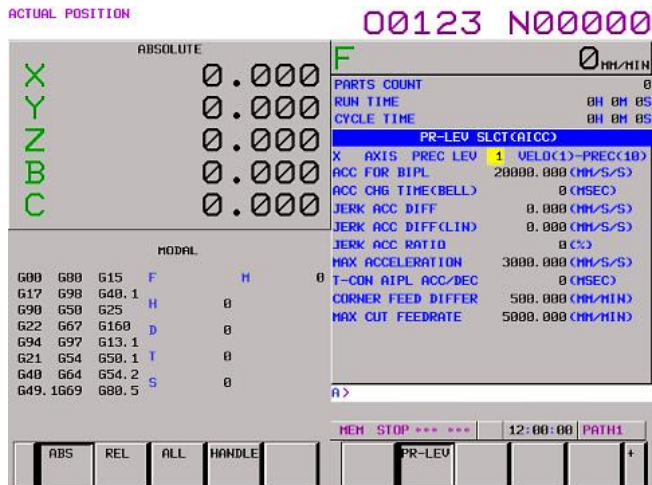 ACTUAL POSITION
O0123 N00000
ABSOLUTE
X 0.000
Y 0.000
Z 0.000
B 0.000
C 0.000
MODAL
G00 G80 G15 F M 0
G17 G98 G40.1
G90 G50 G25 H 0
G22 G67 G160 D 0
G94 G97 G13.1
G21 G54 G50.1 T 0
G40 G64 G54.2
G49.1 G69 G80.5 S 0
F 0 MM/MIN
PARTS COUNT 0
RUN TIME 0H 0M 0S
CYCLE TIME 0H 0M 0S
PR-LEV SLCT(AICC)
X AXIS PREC LEV 1 VELO(1)-PREC(10)
ACC FOR BIPL 20000.000(MM/S/S)
ACC CHG TIME(BELL) 0(MSEC)
JERK ACC DIFF 0.000(MM/S/S)
JERK ACC DIFF(LIN) 0.000(MM/S/S)
JERK ACC RATIO 0(%)
MAX ACCELERATION 3000.000(MM/S/S)
T-CON AIPL ACC/DEC 0(MSEC)
CORNER FEED DIFFER 500.000(MM/MIN)
MAX CUT FEEDRATE 5000.000(MM/MIN)
A>
MEM STOP *** *** 12:00:00 PATH1
ABS REL ALL HANDLE PR-LEV +